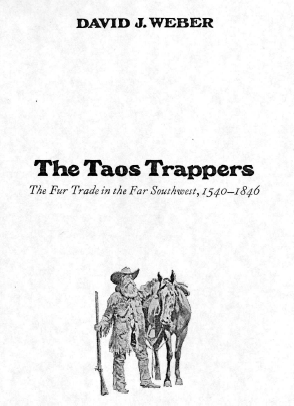 DAVID J. WEBER
The Taos Trappers
The Fur Trade in the Far Southwest, 1540–1846